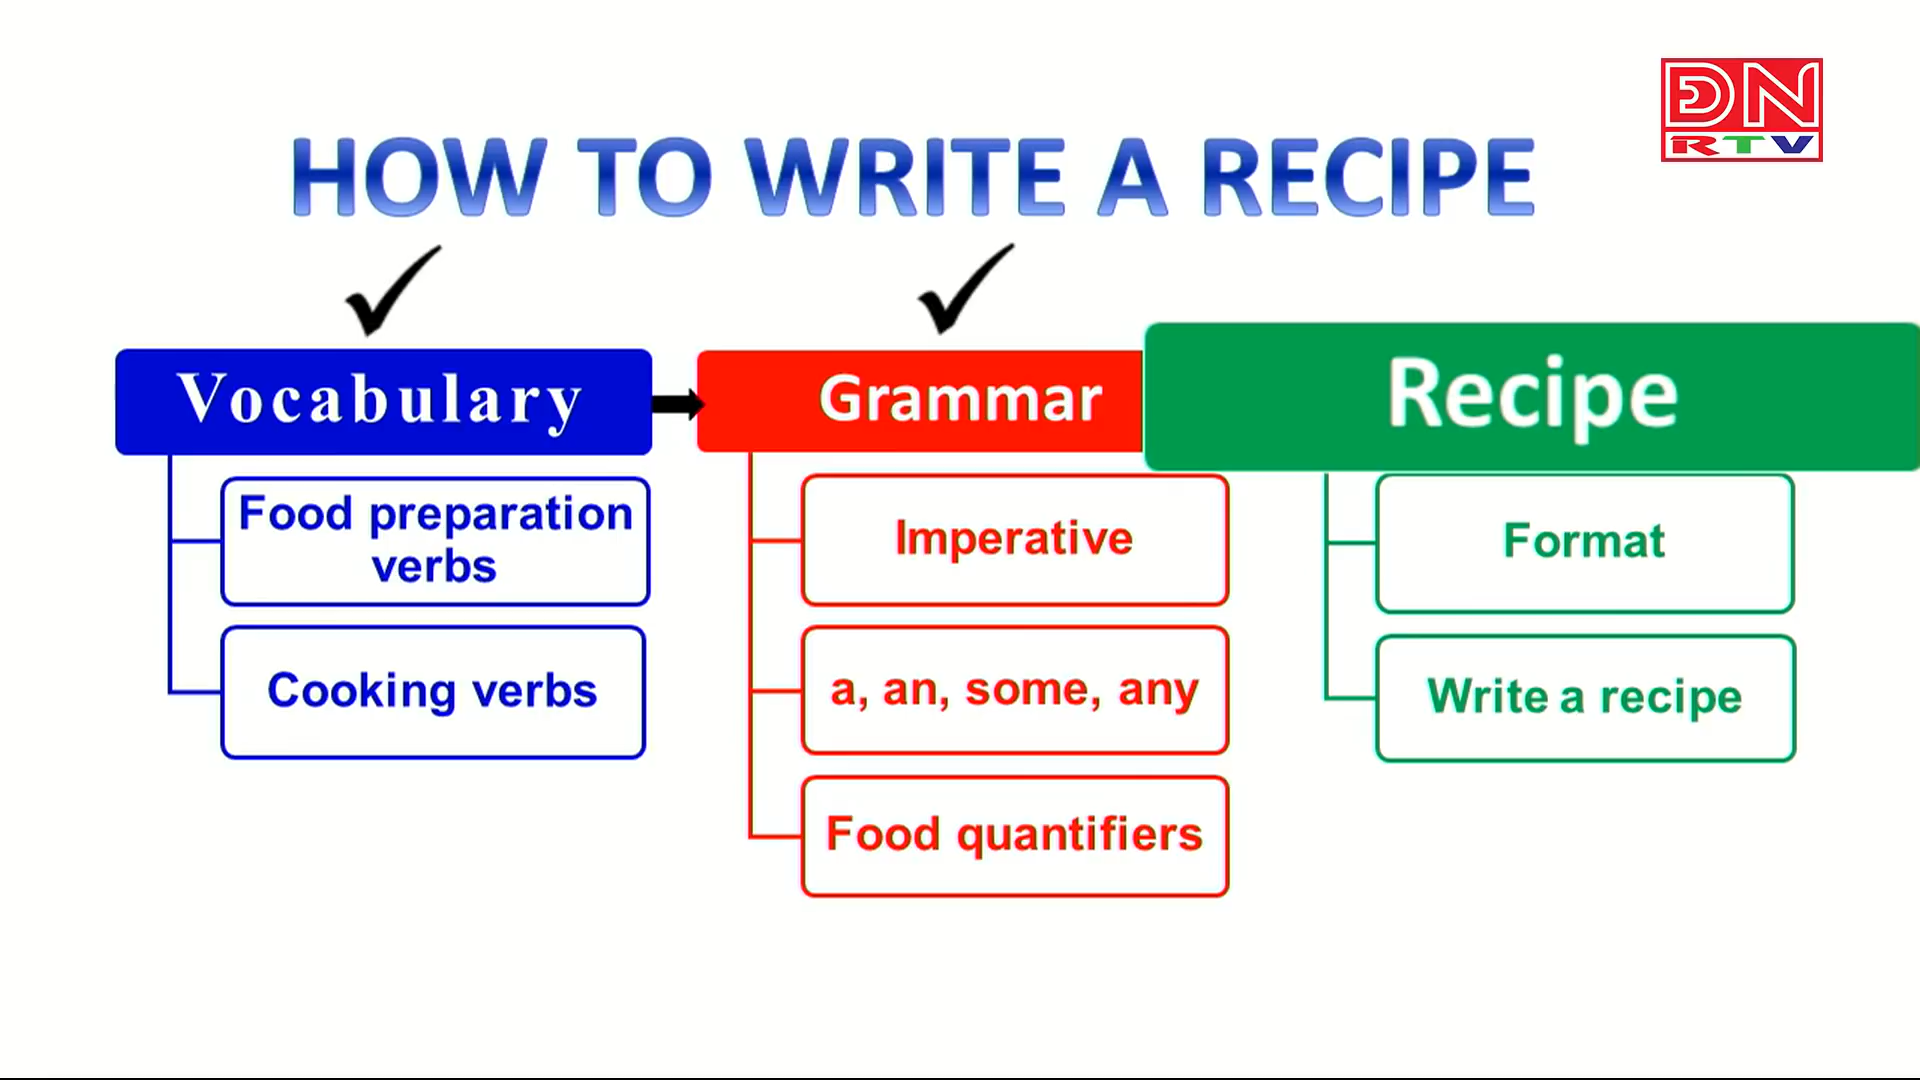 ĐN
RTV
HOW TO WRITE A RECIPE
Vocabulary
Food preparation
verbs
Cooking verbs
Grammar
Imperative
a, an, some, any
Food quantifiers
Recipe
Format
Write a recipe